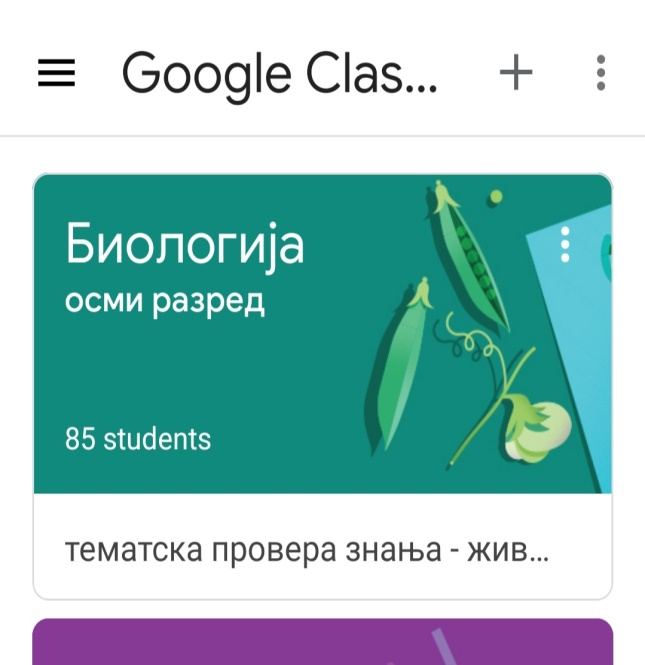 Google Clas...
Биологија
осми разред
85 students
тематска провера знања - жив...